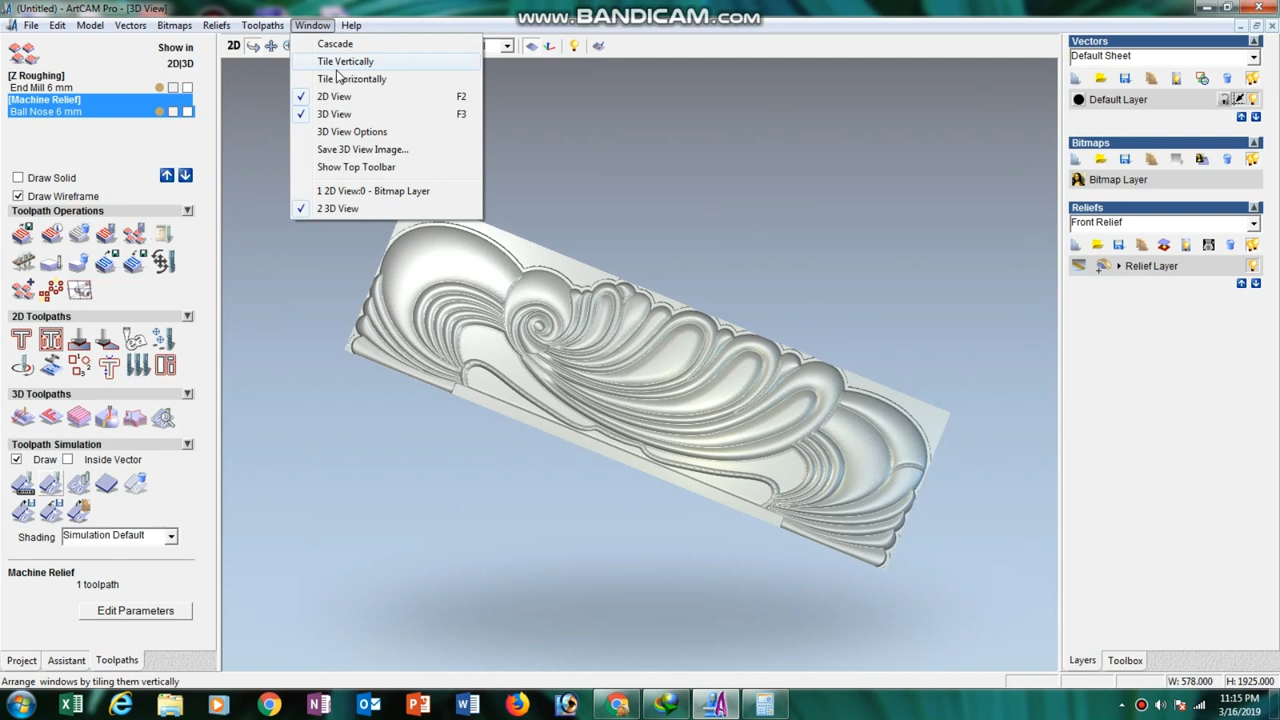 (Untitled) - ArtCAM Pro - [3D View]
www.BANDICAM.com
File Edit Model Vectors Bitmaps Reliefs Toolpaths Window Help
Show in
2D|3D
[Z Roughing]
End Mill 6 mm
[Machine Relief]
Ball Nose 6 mm
Draw Solid
Draw Wireframe
Toolpath Operations
2D Toolpaths
3D Toolpaths
Toolpath Simulation
Draw Inside Vector
Shading Simulation Default
Machine Relief
1 toolpath
Edit Parameters
Project Assistant Toolpaths
Arrange windows by tiling them vertically
2D
Cascade
Tile Vertically
Tile Horizontally
2D View F2
3D View F3
3D View Options
Save 3D View Image...
Show Top Toolbar
1 2D View:0 - Bitmap Layer
2 3D View
Vectors
Default Sheet
Default Layer
Bitmaps
Bitmap Layer
Reliefs
Front Relief
Relief Layer
Layers Toolbox
W: 578.000 H: 1925.000
11:15 PM
3/16/2019